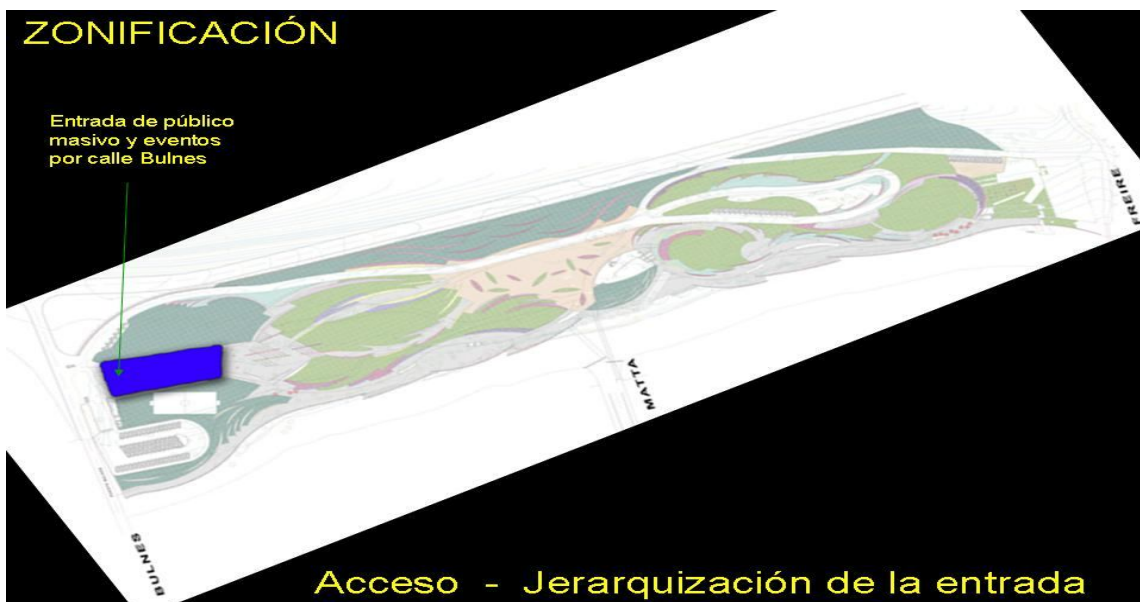 ZONIFICACIÓN
Entrada de público
masivo y eventos
por calle Bulnes
FREIRE
MATTA
BULNES
Acceso - Jerarquización de la entrada